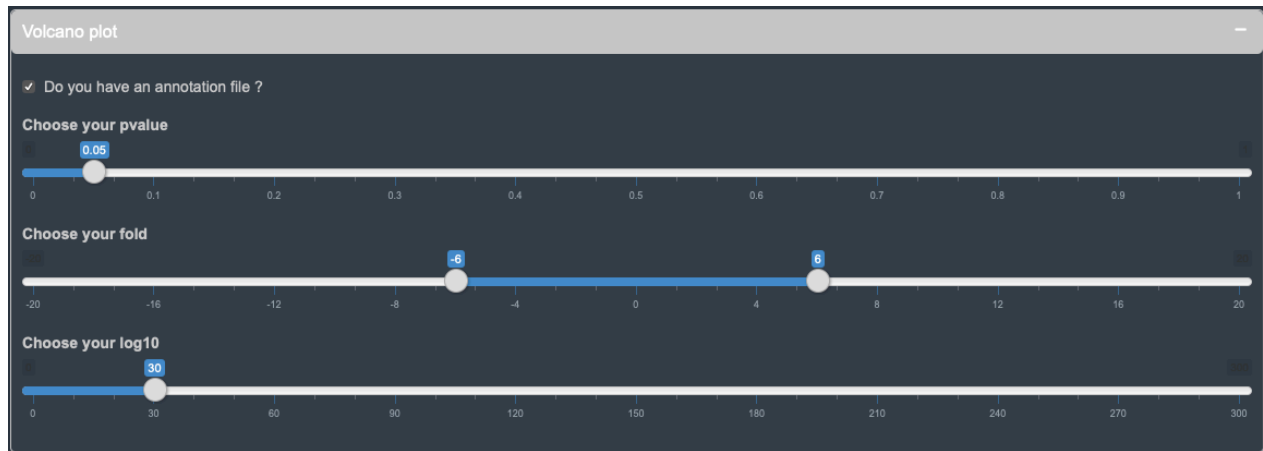 Volcano plot
Do you have an annotation file ?
Choose your pvalue
0.05
0 0.1 0.2 0.3 0.4 0.5 0.6 0.7 0.8 0.9 1
Choose your fold
-6 6
-20 -16 -12 -8 -4 0 4 8 12 16 20
Choose your log10
30
0 30 60 90 120 150 180 210 240 270 300